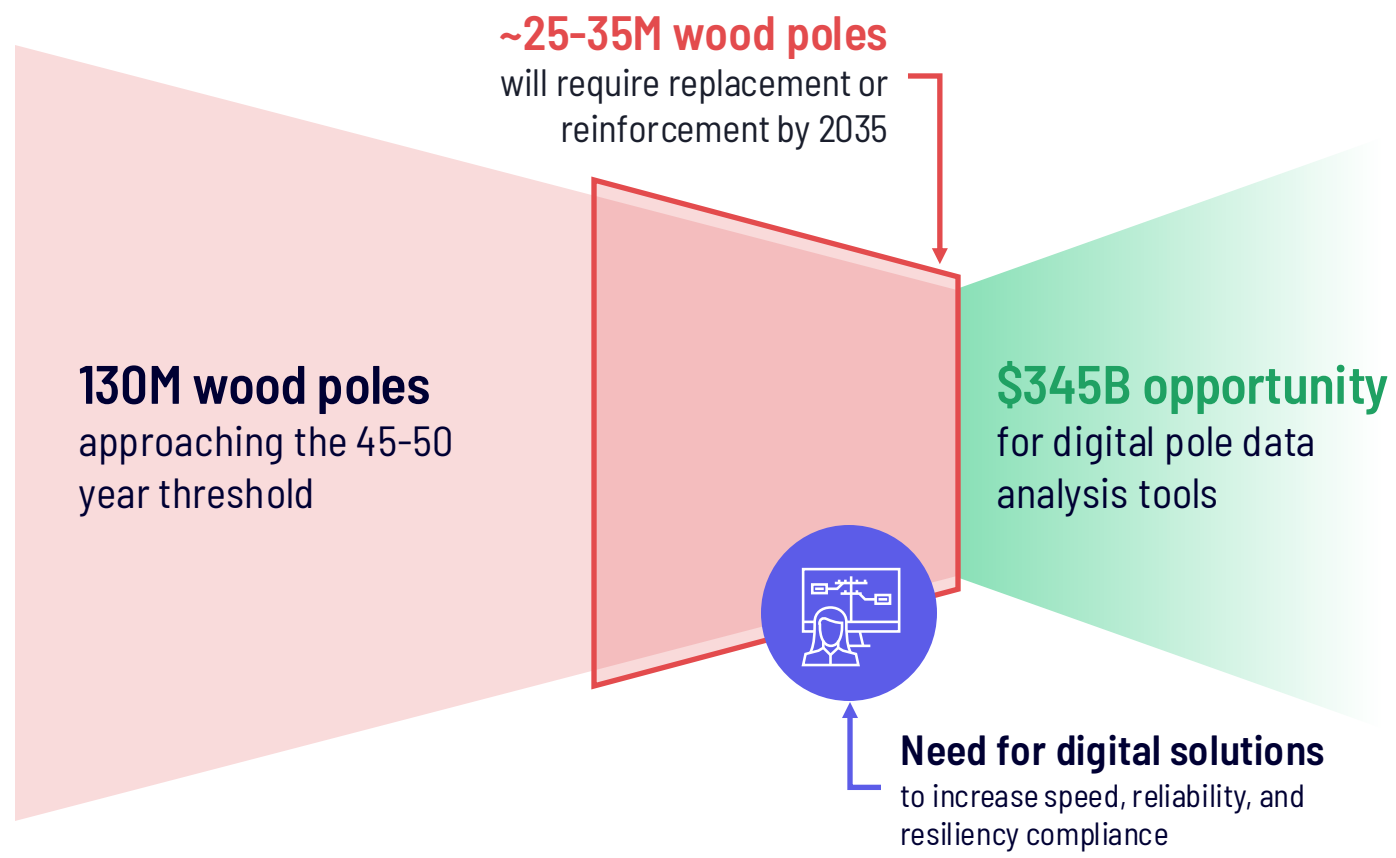 ~25-35M wood poles
will require replacement or
reinforcement by 2035
130M wood poles
approaching the 45-50
year threshold
$345B opportunity
for digital pole data
analysis tools
Need for digital solutions
to increase speed, reliability, and
resiliency compliance